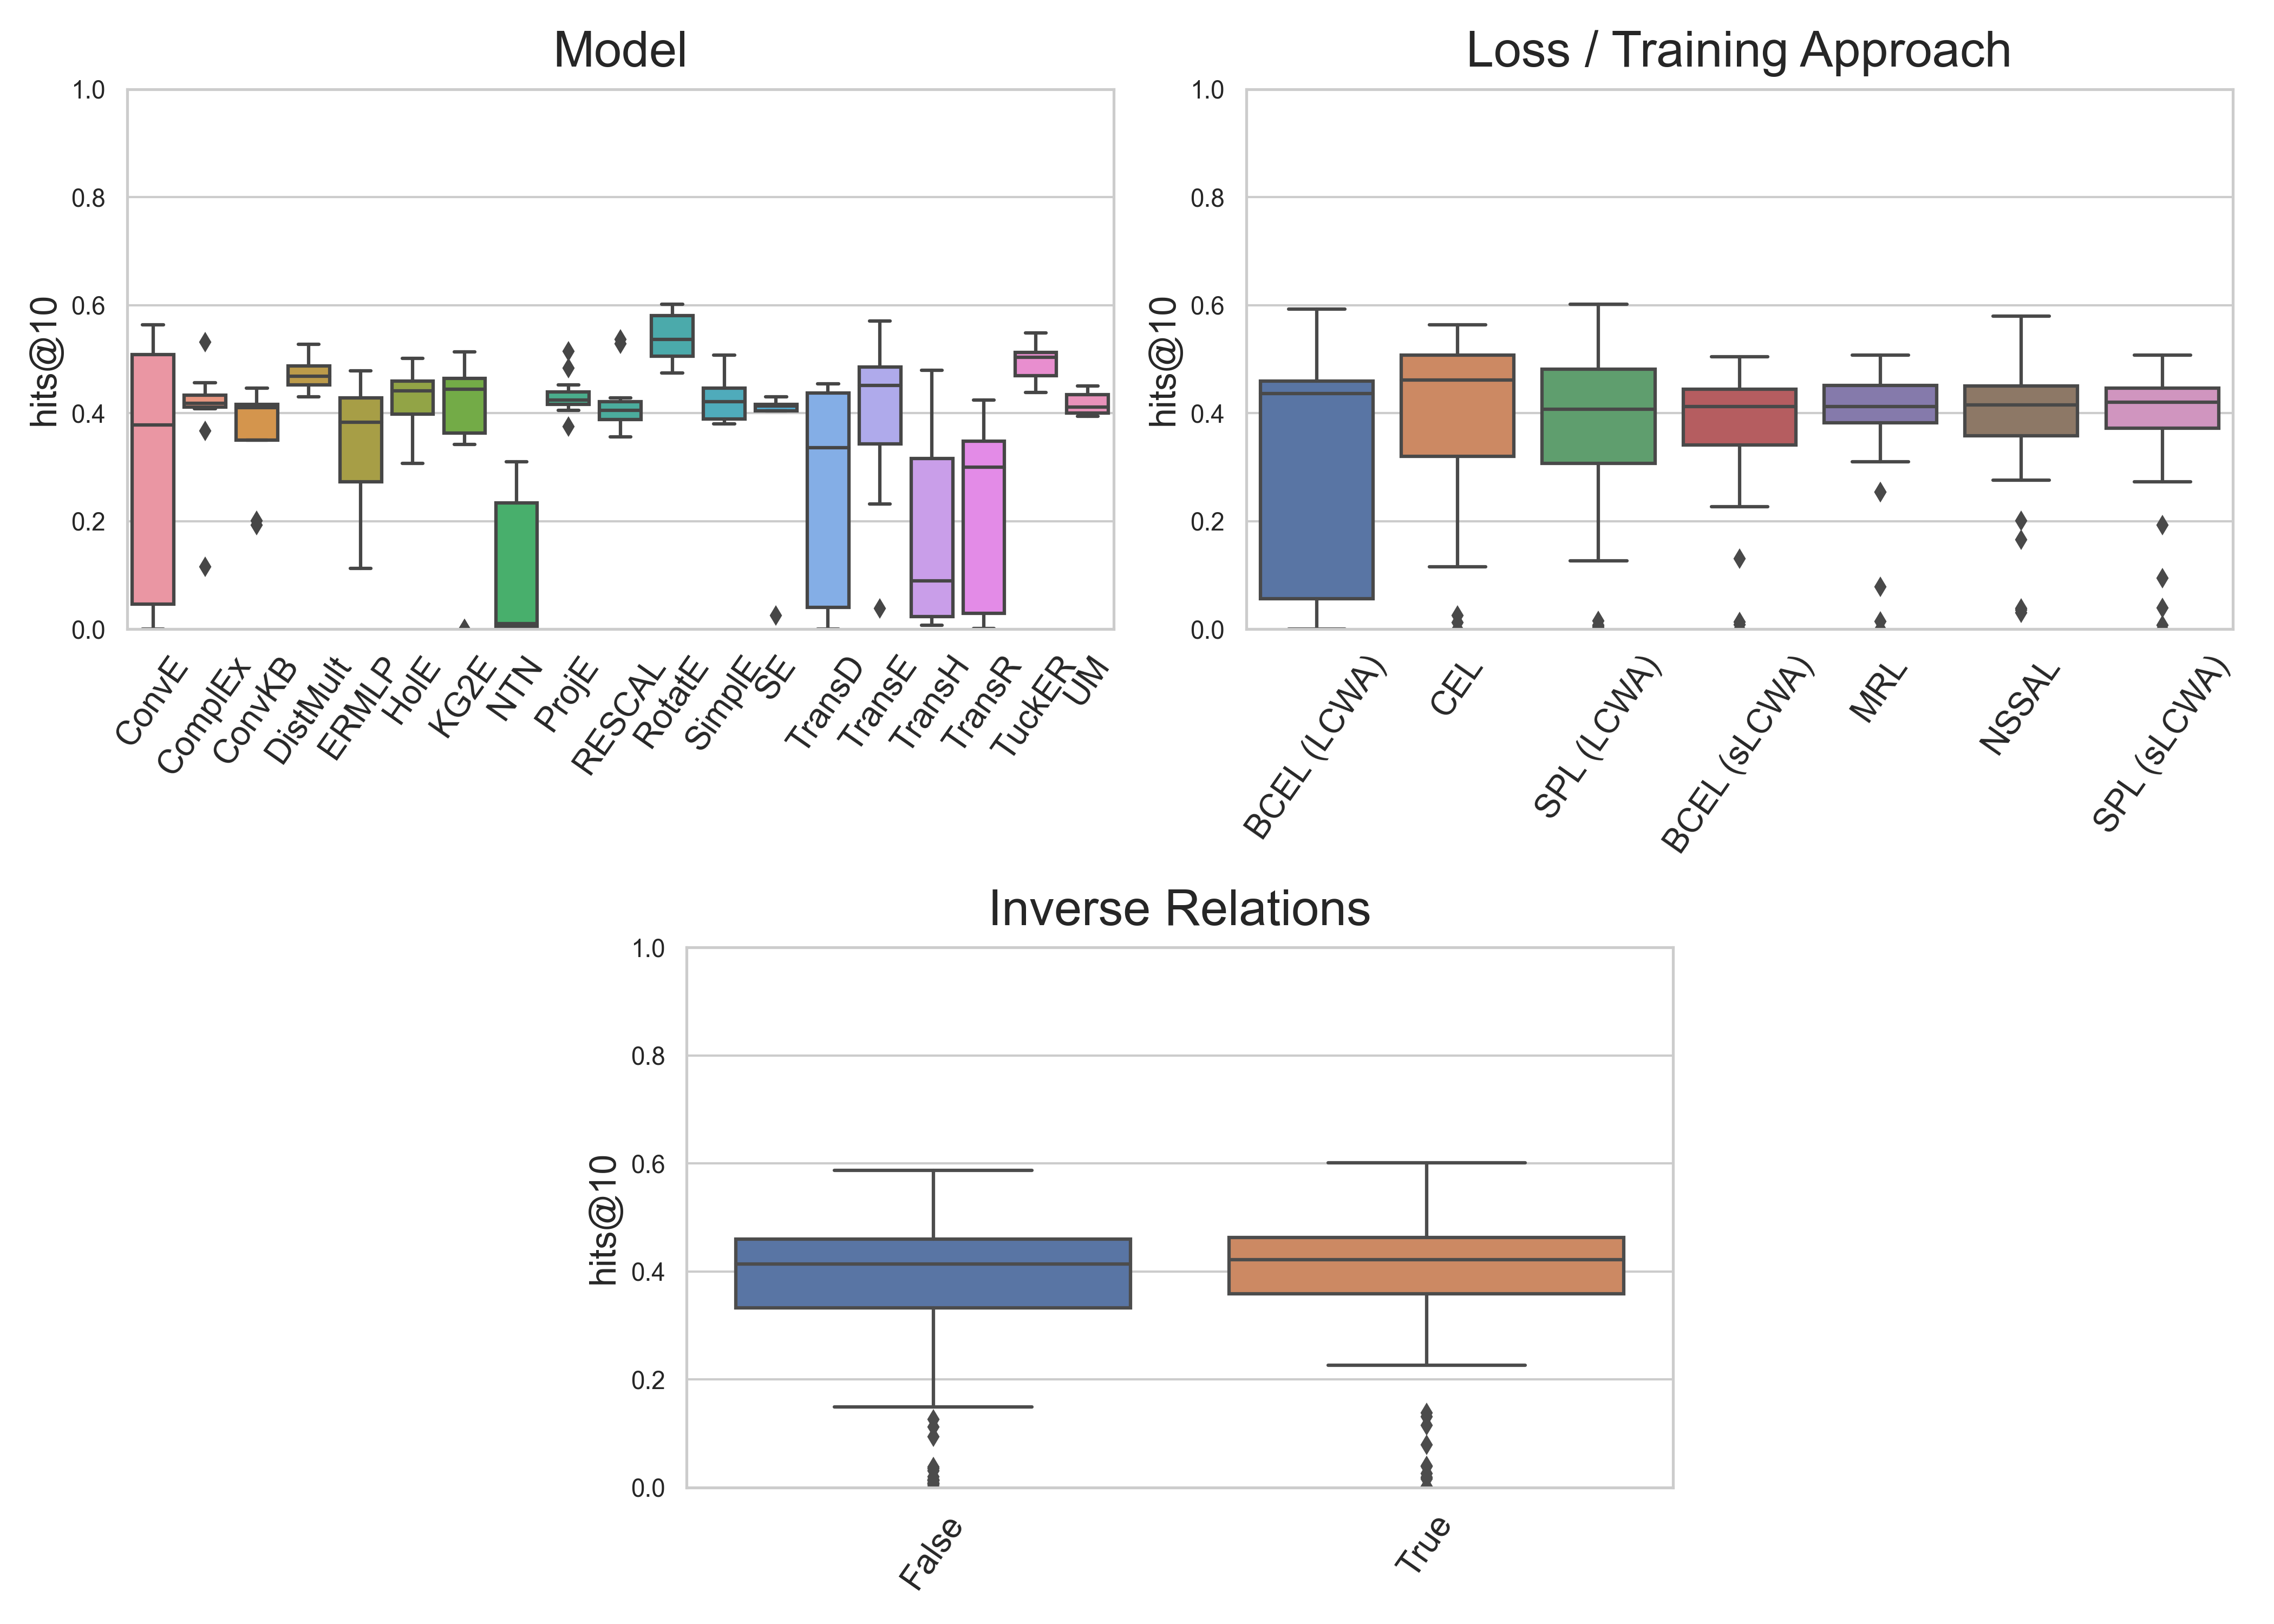 Model
1.0
0.8
0.6
0.4
0.2
0.0
hits@10
ConvE
ComplEx
ConvKB
DistMult
ERMLP
HolE
KG2E
NTN
ProjE
RESCAL
RotatE
SimplE
SE
TransD
TransE
TransH
TransR
TuckER
UM
Loss / Training Approach
1.0
0.8
0.6
0.4
0.2
0.0
hits@10
BCEL (LCWA)
CEL
SPL (LCWA)
BCEL (sLCWA)
MRL
NSSAL
SPL (sLCWA)
Inverse Relations
1.0
0.8
0.6
0.4
0.2
0.0
hits@10
False
True